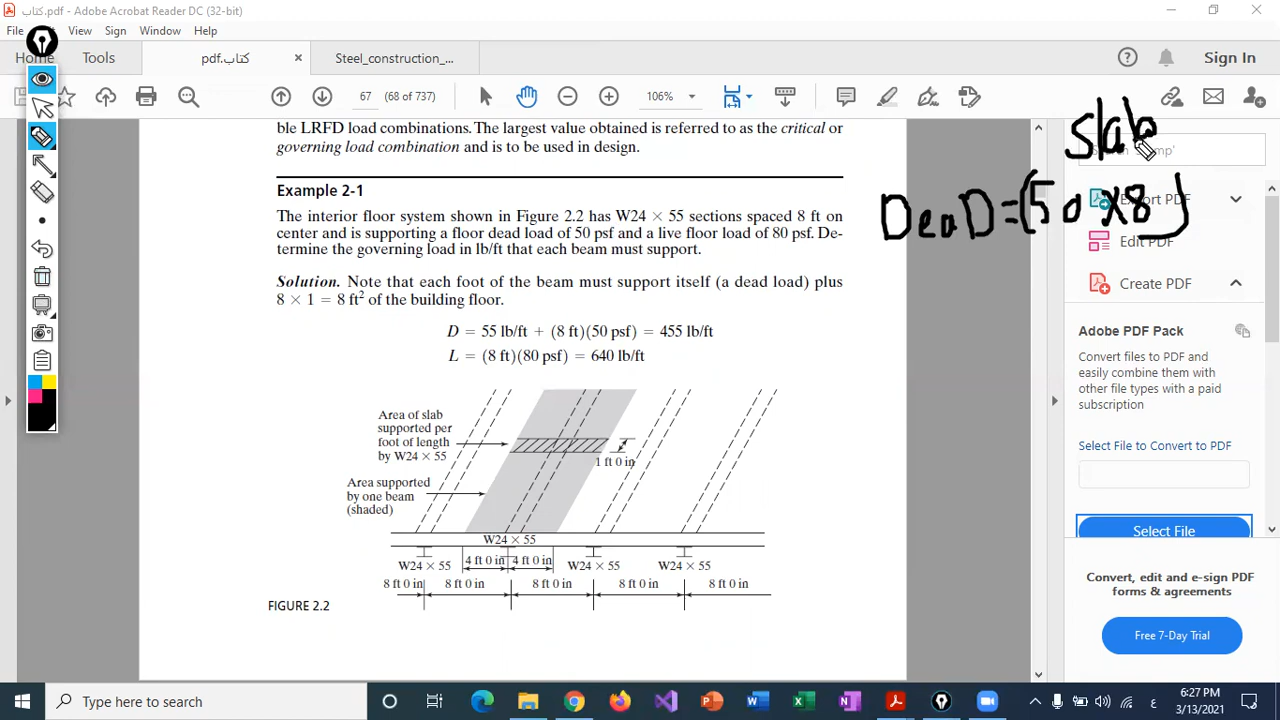 كتاب.pdf - Adobe Acrobat Reader DC (32-bit)
File View Sign Window Help
Home Tools كتاب.pdf Steel_construction_... Sign In
67 (68 of 737) 106%
ble LRFD load combinations. The largest value obtained is referred to as the critical or
governing load combination and is to be used in design.
Example 2-1
The interior floor system shown in Figure 2.2 has W24 × 55 sections spaced 8 ft on
center and is supporting a floor dead load of 50 psf and a live floor load of 80 psf. De-
termine the governing load in lb/ft that each beam must support.
Solution. Note that each foot of the beam must support itself (a dead load) plus
8 × 1 = 8 ft² of the building floor.
D = 55 lb/ft + (8 ft)(50 psf) = 455 lb/ft
L = (8 ft)(80 psf) = 640 lb/ft
Area of slab
supported per
foot of length
by W24 × 55
1 ft 0 in
Area supported
by one beam
(shaded)
W24 × 55
4 ft 0 in 4 ft 0 in
W24 × 55 W24 × 55 W24 × 55
8 ft 0 in 8 ft 0 in 8 ft 0 in 8 ft 0 in 8 ft 0 in
FIGURE 2.2
Slab
DeaD=(50X8)
Export PDF
Edit PDF
Create PDF
Adobe PDF Pack
Convert files to PDF and
easily combine them with
other file types with a paid
subscription
Select File to Convert to PDF
Select File
Convert, edit and e-sign PDF
forms & agreements
Free 7-Day Trial
Type here to search
ع
6:27 PM
3/13/2021